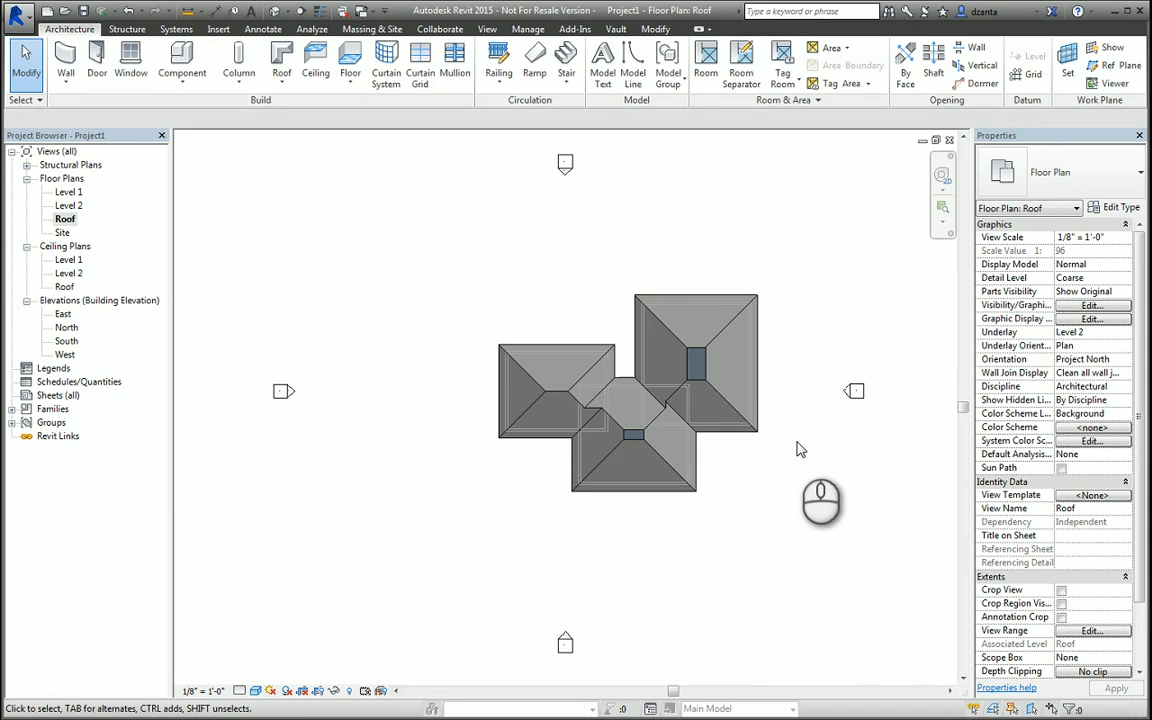 Autodesk Revit 2015 - Not For Resale Version - Project1 - Floor Plan: Roof
Type a keyword or phrase
dzanta
Architecture Structure Systems Insert Annotate Analyze Massing & Site Collaborate View Manage Add-Ins Vault Modify
Modify
Wall
Door
Window
Component
Column
Roof
Ceiling
Floor
Curtain System
Curtain Grid
Mullion
Railing
Ramp
Stair
Model Text
Model Line
Model Group
Room
Room Separator
Tag Room
Area
Area Boundary
Tag Area
By Face
Shaft
Wall
Vertical
Dormer
Level
Grid
Set
Show
Ref Plane
Viewer
Select
Build
Circulation
Model
Room & Area
Opening
Datum
Work Plane
Project Browser - Project1
Views (all)
Structural Plans
Floor Plans
Level 1
Level 2
Roof
Site
Ceiling Plans
Level 1
Level 2
Roof
Elevations (Building Elevation)
East
North
South
West
Legends
Schedules/Quantities
Sheets (all)
Families
Groups
Revit Links
Properties
Floor Plan
Floor Plan: Roof
Edit Type
Graphics
View Scale 1/8" = 1'-0"
Scale Value 1: 96
Display Model Normal
Detail Level Coarse
Parts Visibility Show Original
Visibility/Graphi... Edit...
Graphic Display ... Edit...
Underlay Level 2
Underlay Orient... Plan
Orientation Project North
Wall Join Display Clean all wall j...
Discipline Architectural
Show Hidden Li... By Discipline
Color Scheme L... Background
Color Scheme <none>
System Color Sc... Edit...
Default Analysis... None
Sun Path
Identity Data
View Template <None>
View Name Roof
Dependency Independent
Title on Sheet
Referencing Sheet
Referencing Detail
Extents
Crop View
Crop Region Vis...
Annotation Crop
View Range Edit...
Associated Level Roof
Scope Box None
Depth Clipping No clip
Properties help
Apply
1/8" = 1'-0"
Click to select, TAB for alternates, CTRL adds, SHIFT unselects.
:0
Main Model
:0